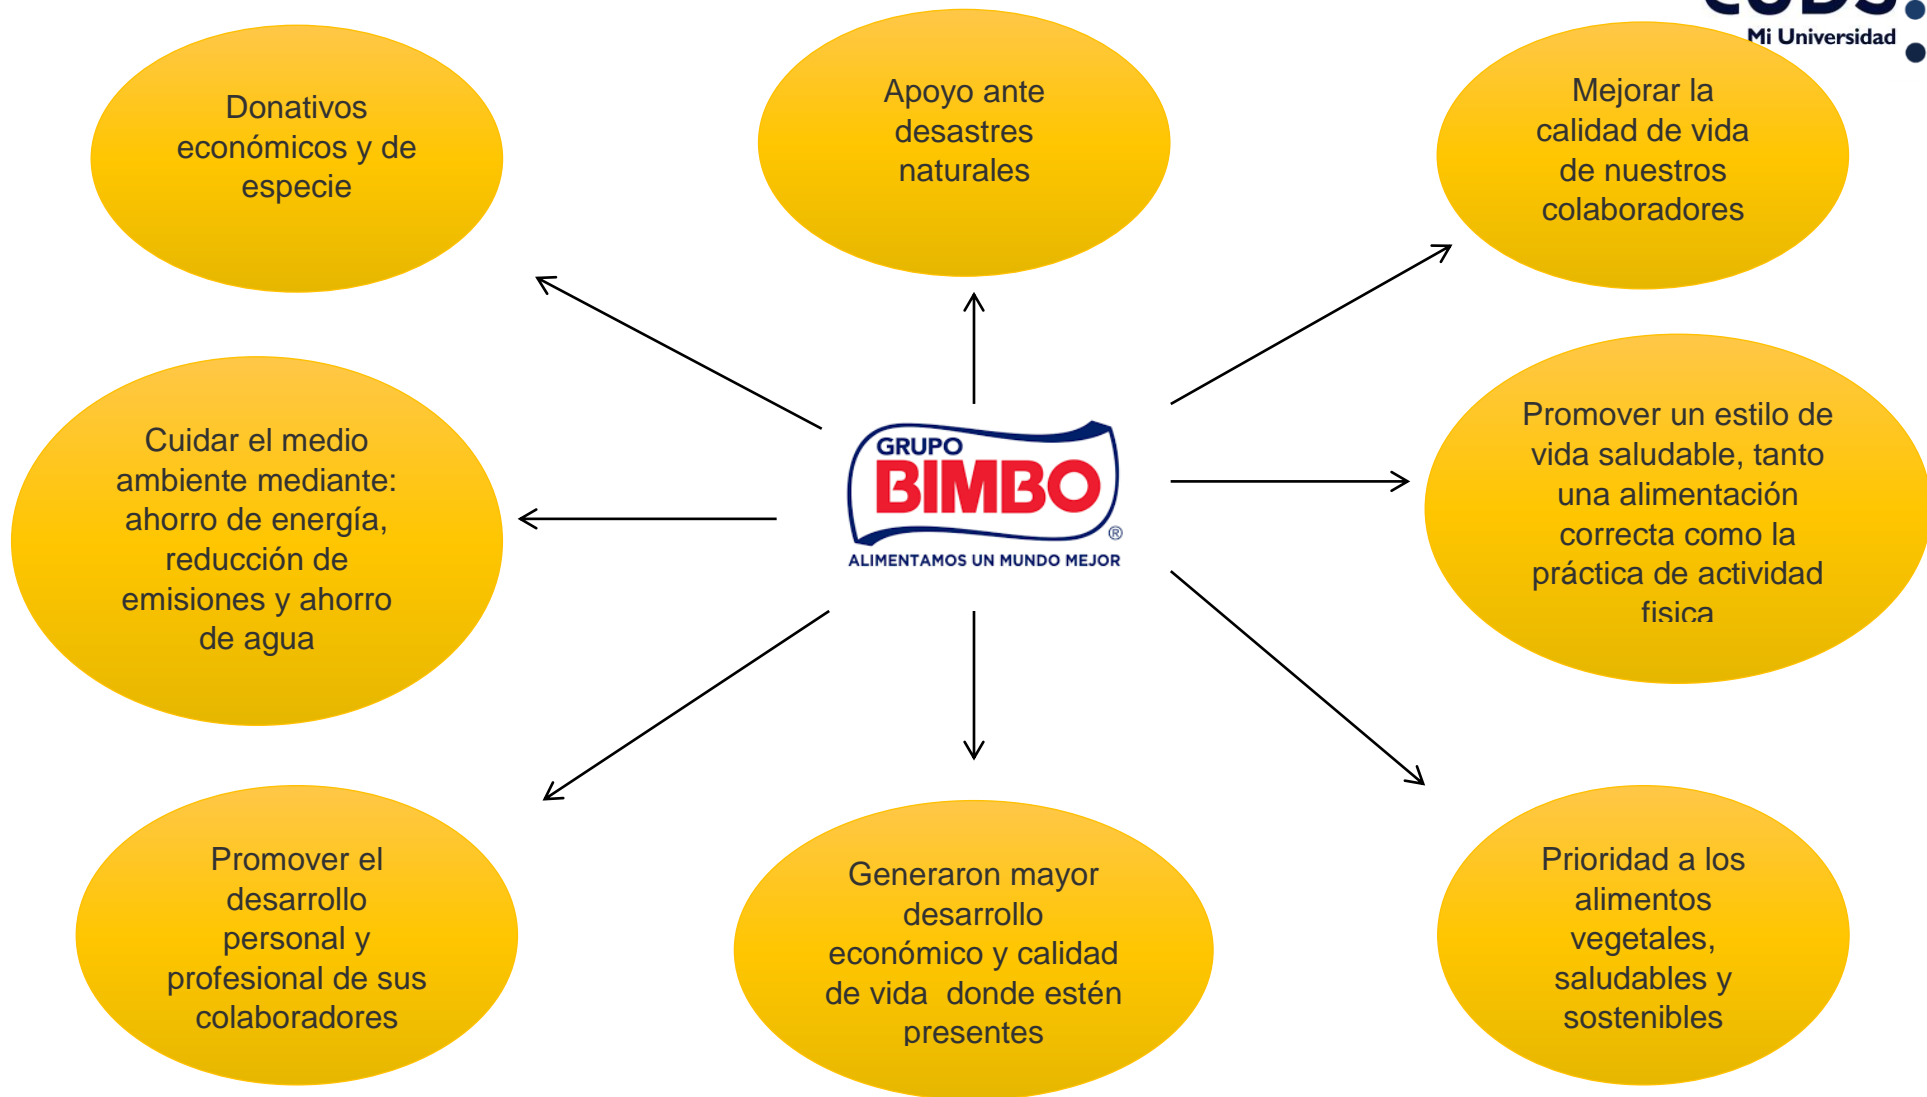 Mi Universidad
Donativos
económicos y de
especie
Apoyo ante
desastres
naturales
Mejorar la
calidad de vida
de nuestros
colaboradores
Cuidar el medio
ambiente mediante:
ahorro de energía,
reducción de
emisiones y ahorro
de agua
GRUPO
BIMBO
®
ALIMENTAMOS UN MUNDO MEJOR
Promover un estilo de
vida saludable, tanto
una alimentación
correcta como la
práctica de actividad
fisica
Promover el
desarrollo
personal y
profesional de sus
colaboradores
Generaron mayor
desarrollo
económico y calidad
de vida  donde estén
presentes
Prioridad a los
alimentos
vegetales,
saludables y
sostenibles